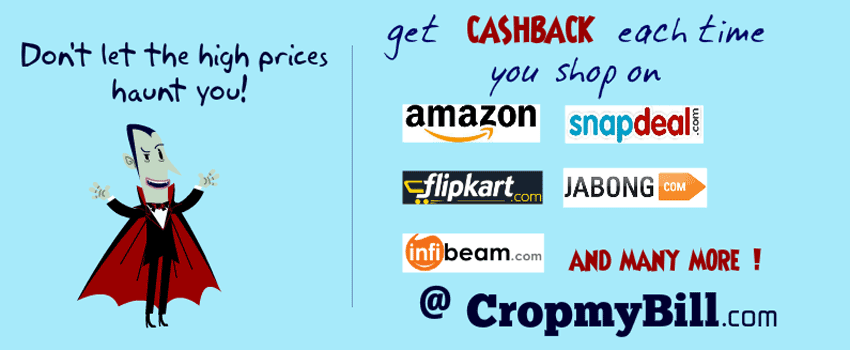 Don't let the high prices
haunt you!
get CASHBACK each time
you shop on
amazon
snapdeal.com
flipkart.com
JABONG COM
infibeam.com
AND MANY MORE !
@ CropmyBill.com